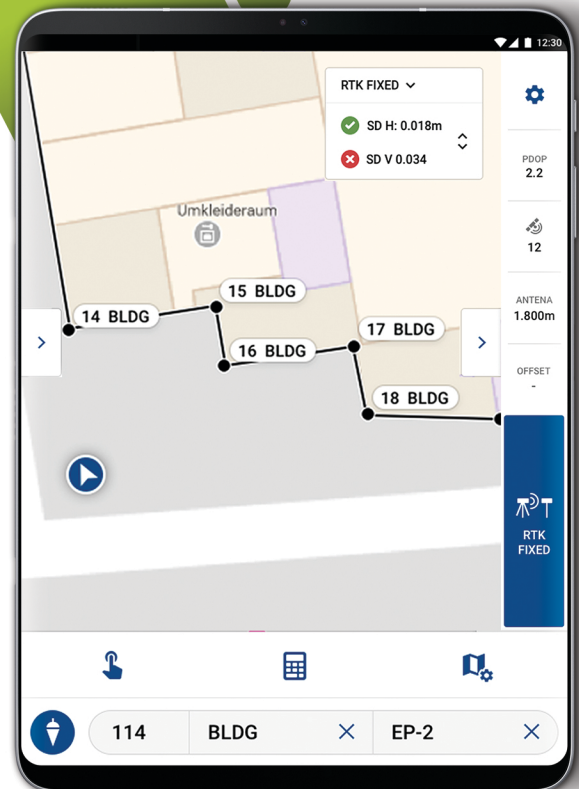 12:30
RTK FIXED
SD H: 0.018m
SD V 0.034
PDOP
2.2
12
ANTENA
1.800m
OFFSET
-
Umkleideraum
15 BLDG
14 BLDG
17 BLDG
16 BLDG
18 BLDG
RTK
FIXED
114 BLDG EP-2